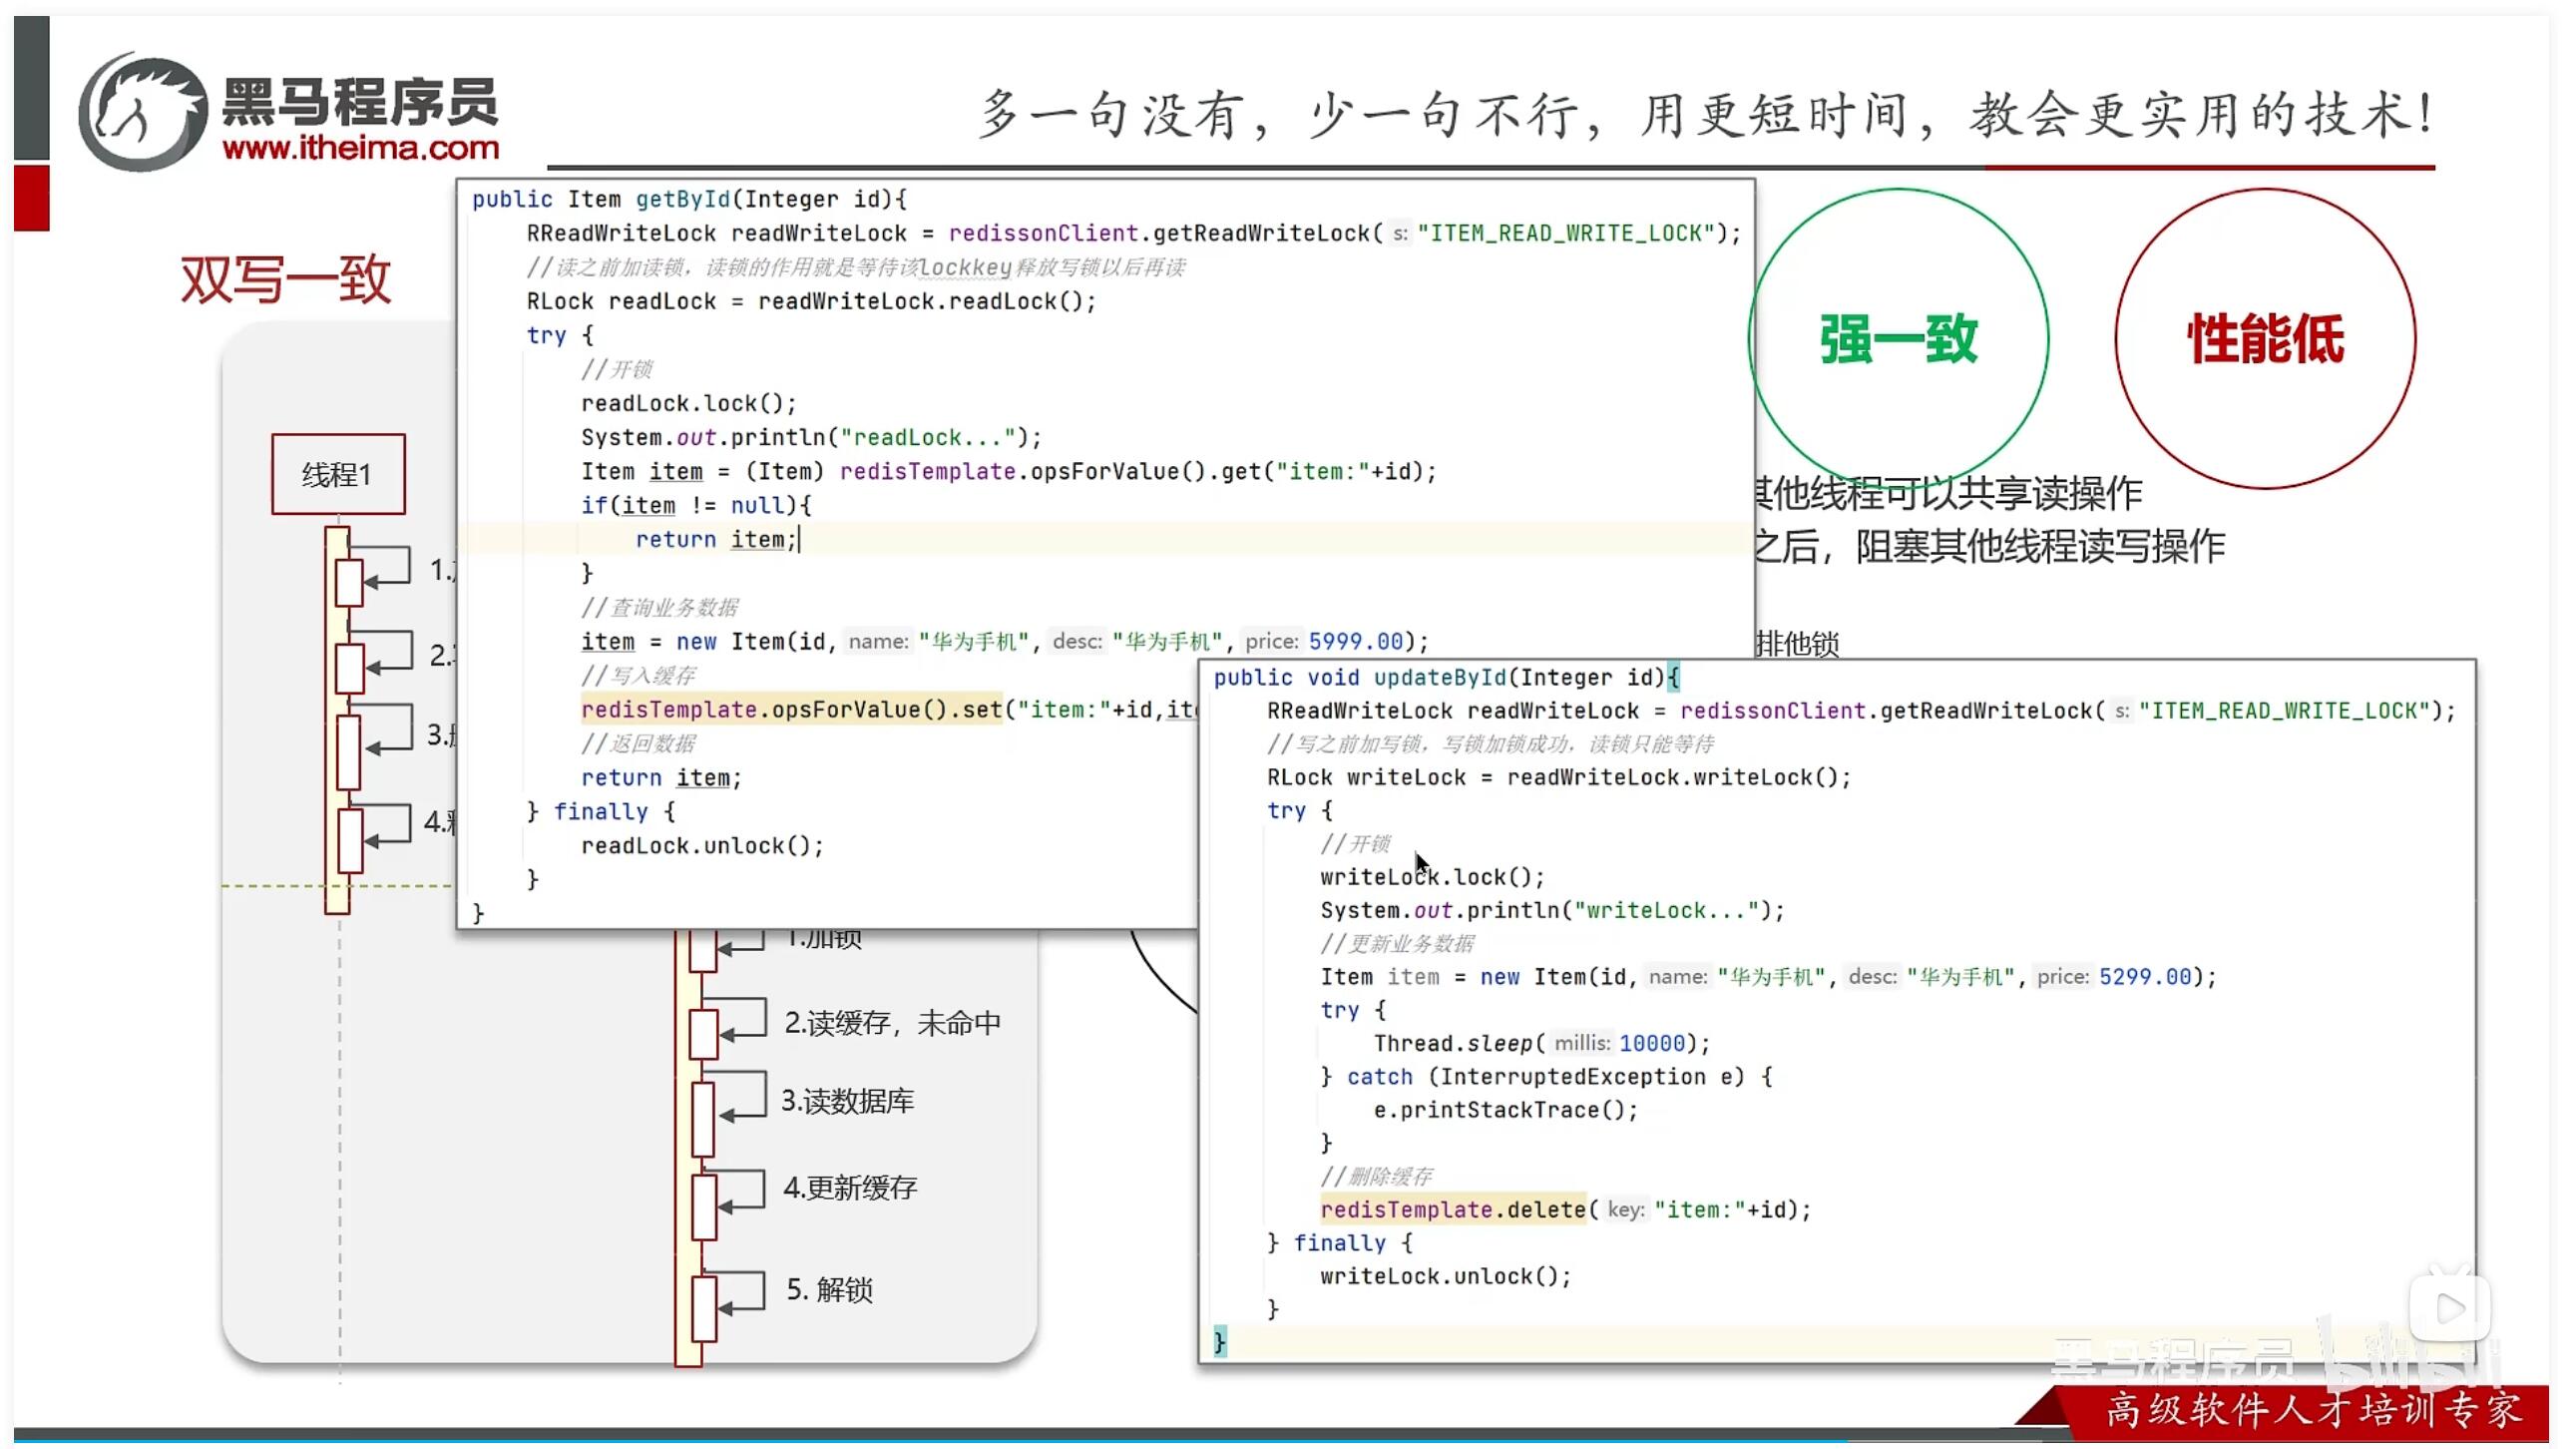 黑马程序员
www.itheima.com
多一句没有，少一句不行，用更短时间，教会更实用的技术！
双写一致
强一致
性能低
其他线程可以共享读操作
之后，阻塞其他线程读写操作
排他锁
线程1
1.
2.
3.
4.
public Item getById(Integer id){
RReadWriteLock readWriteLock = redissonClient.getReadWriteLock( s: "ITEM_READ_WRITE_LOCK");
//读之前加读锁，读锁的作用就是等待该lockkey释放写锁以后再读
RLock readLock = readWriteLock.readLock();
try {
//开锁
readLock.lock();
System.out.println("readLock...");
Item item = (Item) redisTemplate.opsForValue().get("item:"+id);
if(item != null){
return item;
}
//查询业务数据
item = new Item(id, name: "华为手机", desc: "华为手机", price: 5999.00);
//写入缓存
redisTemplate.opsForValue().set("item:"+id,
//返回数据
return item;
} finally {
readLock.unlock();
}
}
1.加锁
2.读缓存，未命中
3.读数据库
4.更新缓存
5. 解锁
public void updateById(Integer id){
RReadWriteLock readWriteLock = redissonClient.getReadWriteLock( s: "ITEM_READ_WRITE_LOCK");
//写之前加写锁，写锁加锁成功，读锁只能等待
RLock writeLock = readWriteLock.writeLock();
try {
//开锁
writeLock.lock();
System.out.println("writeLock...");
//更新业务数据
Item item = new Item(id, name: "华为手机", desc: "华为手机", price: 5299.00);
try {
Thread.sleep( millis: 10000);
} catch (InterruptedException e) {
e.printStackTrace();
}
//删除缓存
redisTemplate.delete( key: "item:"+id);
} finally {
writeLock.unlock();
}
}
黑马程序员 bilibili
高级软件人才培训专家